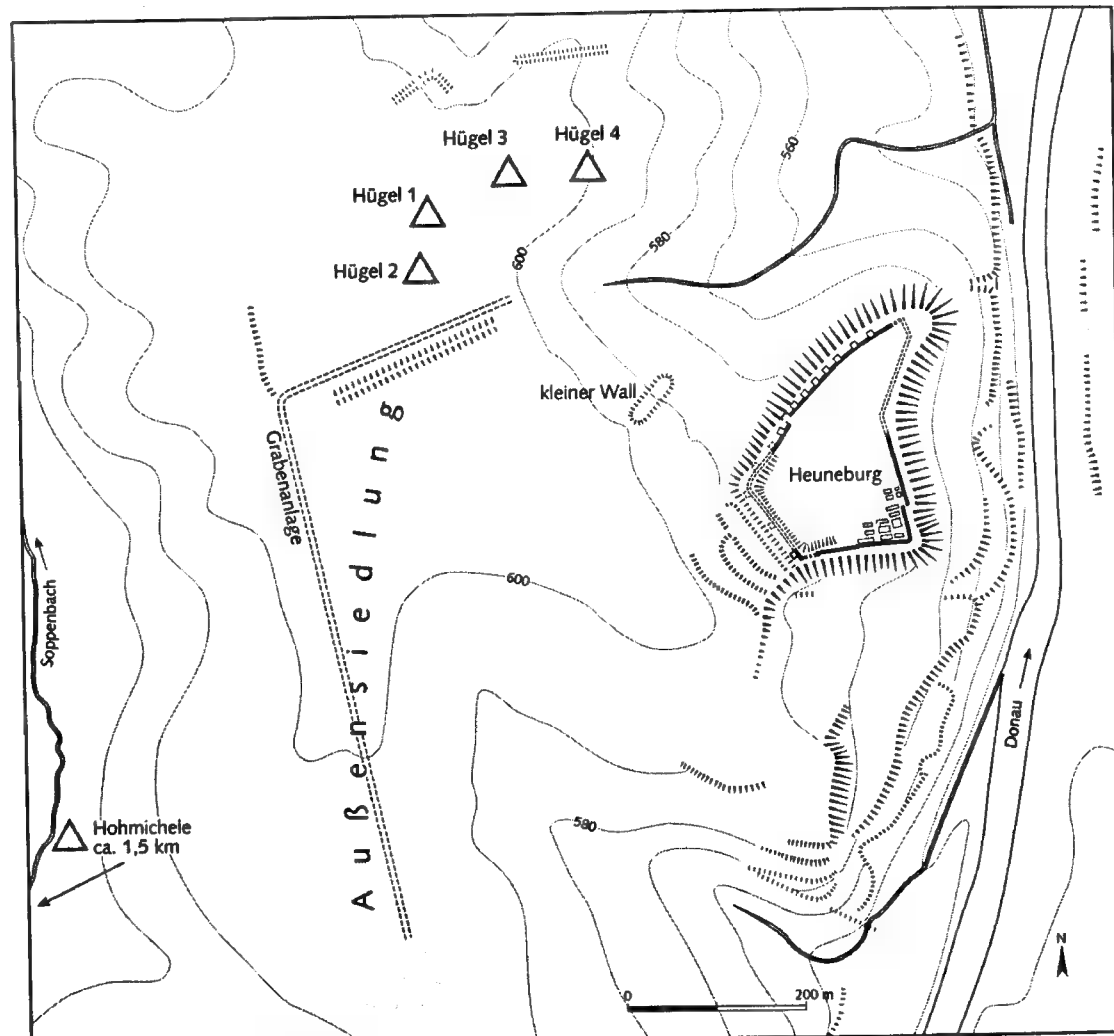 Hügel 3
Hügel 4
560
Hügel 1
580
Hügel 2
600
kleiner Wall
Grabenanlage
Außensiedlung
Heuneburg
600
Soppenbach
Donau
Hohmichele
ca. 1,5 km
580
N
0
200 m